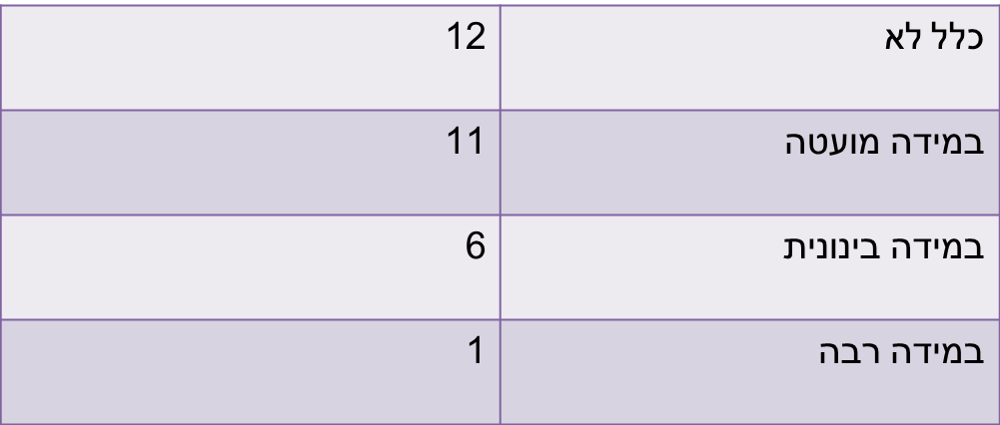 כלל לא 12
במידה מועטה 11
במידה בינונית 6
במידה רבה 1